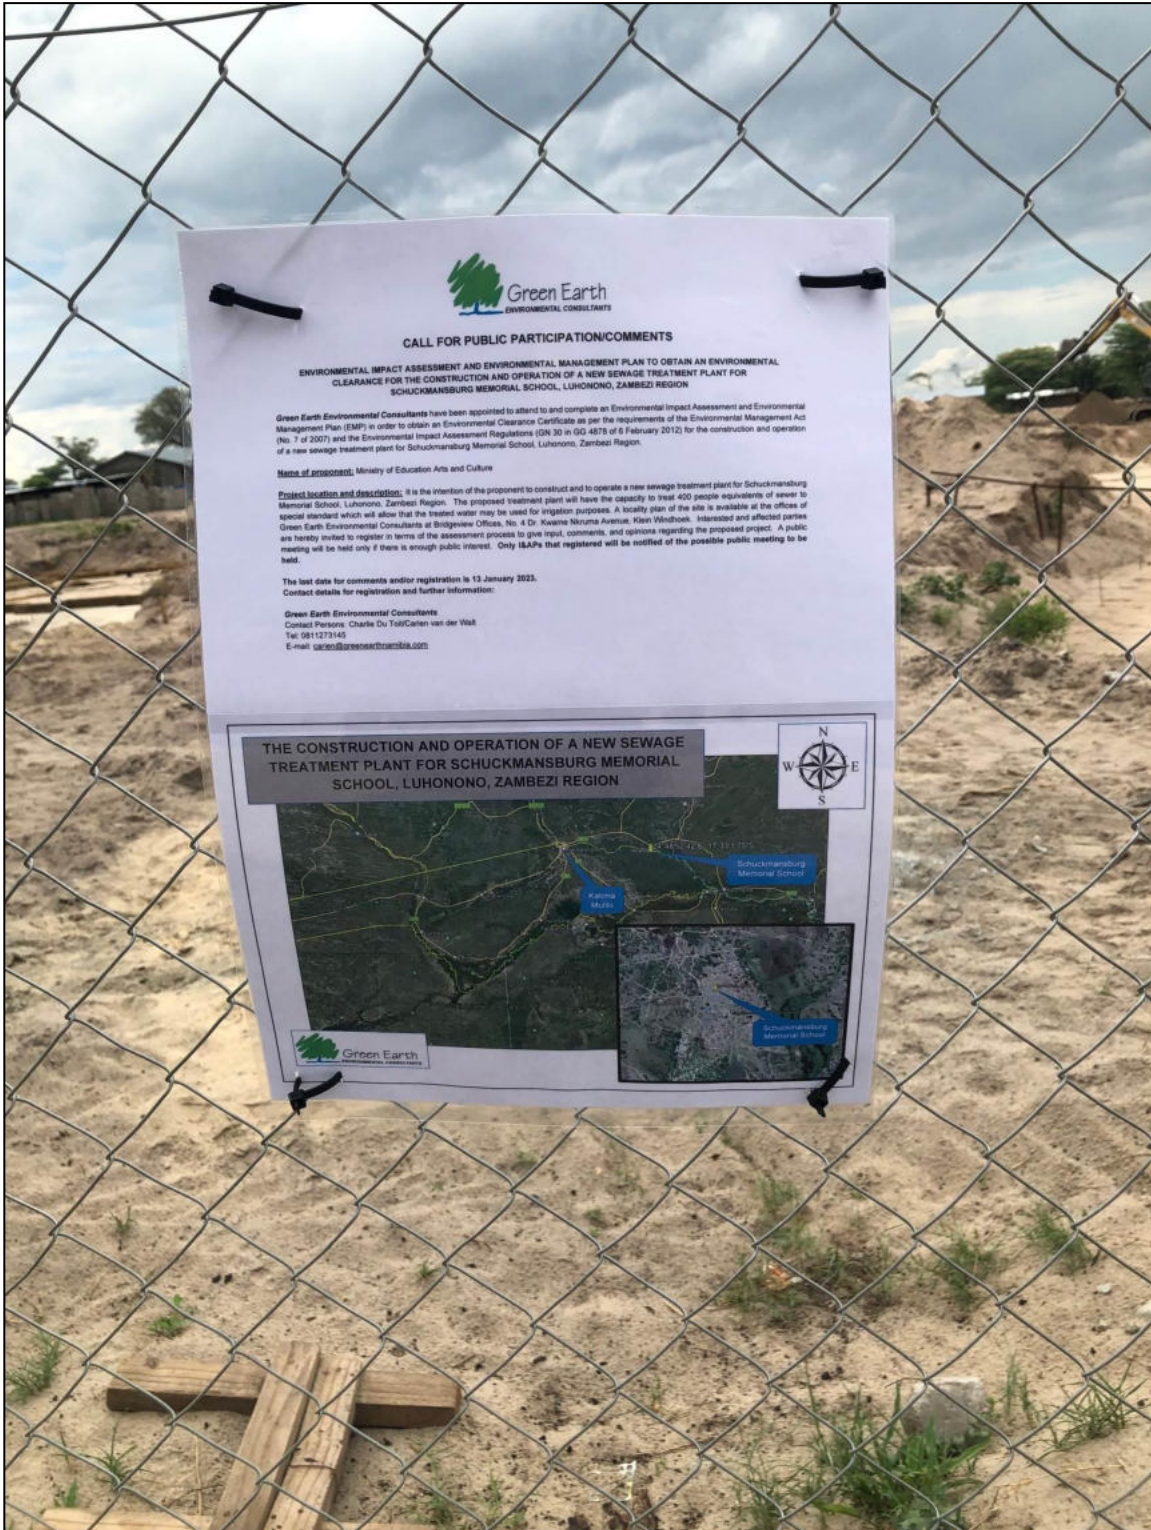 Green Earth
ENVIRONMENTAL CONSULTANTS
CALL FOR PUBLIC PARTICIPATION/COMMENTS
ENVIRONMENTAL IMPACT ASSESSMENT AND ENVIRONMENTAL MANAGEMENT PLAN TO OBTAIN AN ENVIRONMENTAL
CLEARANCE FOR THE CONSTRUCTION AND OPERATION OF A NEW SEWAGE TREATMENT PLANT FOR
SCHUCKMANSBURG MEMORIAL SCHOOL, LUHONONO, ZAMBEZI REGION
Green Earth Environmental Consultants have been appointed to attend to and complete an Environmental Impact Assessment and Environmental
Management Plan (EMP) in order to obtain an Environmental Clearance Certificate as per the requirements of the Environmental Management Act
(No. 7 of 2007) and the Environmental Impact Assessment Regulations (GN 30 in GG 4878 of 6 February 2012) for the construction and operation
of a new sewage treatment plant for Schuckmansburg Memorial School, Luhonono, Zambezi Region.
Name of proponent: Ministry of Education Arts and Culture
Project location and description: It is the intention of the proponent to construct and to operate a new sewage treatment plant for Schuckmansburg
Memorial School, Luhonono, Zambezi Region. The proposed treatment plant will have the capacity to treat 400 people equivalents of sewer to
special standard which will allow that the treated water may be used for irrigation purposes. A locality plan of the site is available at the offices of
Green Earth Environmental Consultants at Bridgeview Offices, No. 4 Dr. Kwame Nkruma Avenue, Klein Windhoek. Interested and affected parties
are hereby invited to register in terms of the assessment process to give input, comments, and opinions regarding the proposed project. A public
meeting will be held only if there is enough public interest. Only I&APs that registered will be notified of the possible public meeting to be
held.
The last date for comments and/or registration is 13 January 2023.
Contact details for registration and further information:
Green Earth Environmental Consultants
Contact Persons: Charlie Du Toit/Carien van der Walt
Tel: 0811273145
E-mail: carien@greenearthnamibia.com
THE CONSTRUCTION AND OPERATION OF A NEW SEWAGE
TREATMENT PLANT FOR SCHUCKMANSBURG MEMORIAL
SCHOOL, LUHONONO, ZAMBEZI REGION
N
W E
S
Schuckmansburg
Memorial School
Katima
Mulilo
Schuckmansburg
Memorial School
Green Earth
ENVIRONMENTAL CONSULTANTS